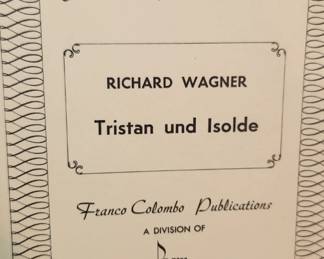 RICHARD WAGNER
Tristan und Isolde
Franco Colombo Publications
A DIVISION OF